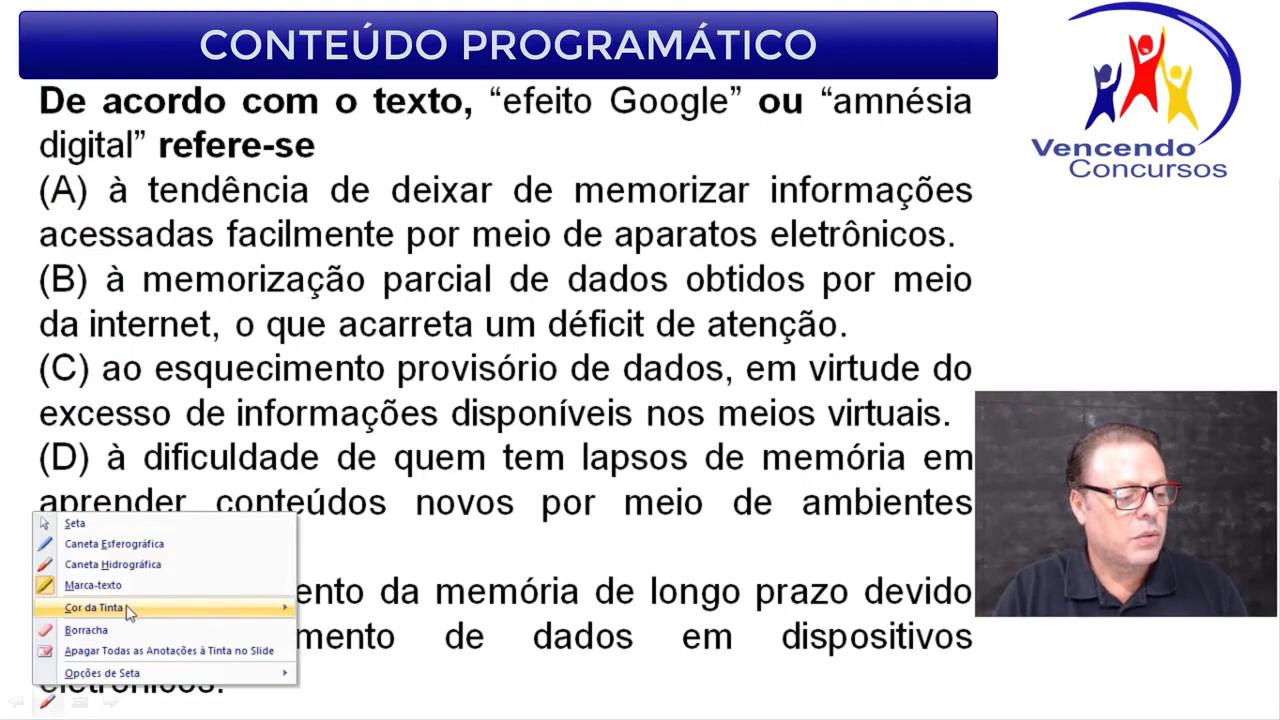 CONTEÚDO PROGRAMÁTICO
De acordo com o texto, “efeito Google” ou “amnésia
digital” refere-se
(A) à tendência de deixar de memorizar informações
acessadas facilmente por meio de aparatos eletrônicos.
(B) à memorização parcial de dados obtidos por meio
da internet, o que acarreta um déficit de atenção.
(C) ao esquecimento provisório de dados, em virtude do
excesso de informações disponíveis nos meios virtuais.
(D) à dificuldade de quem tem lapsos de memória em
aprender conteúdos novos por meio de ambientes
ento da memória de longo prazo devido
mento de dados em dispositivos
eletrônicos.
Seta
Caneta Esferográfica
Caneta Hidrográfica
Marca-texto
Cor da Tinta
Borracha
Apagar Todas as Anotações à Tinta no Slide
Opções de Seta
Vencendo
Concursos